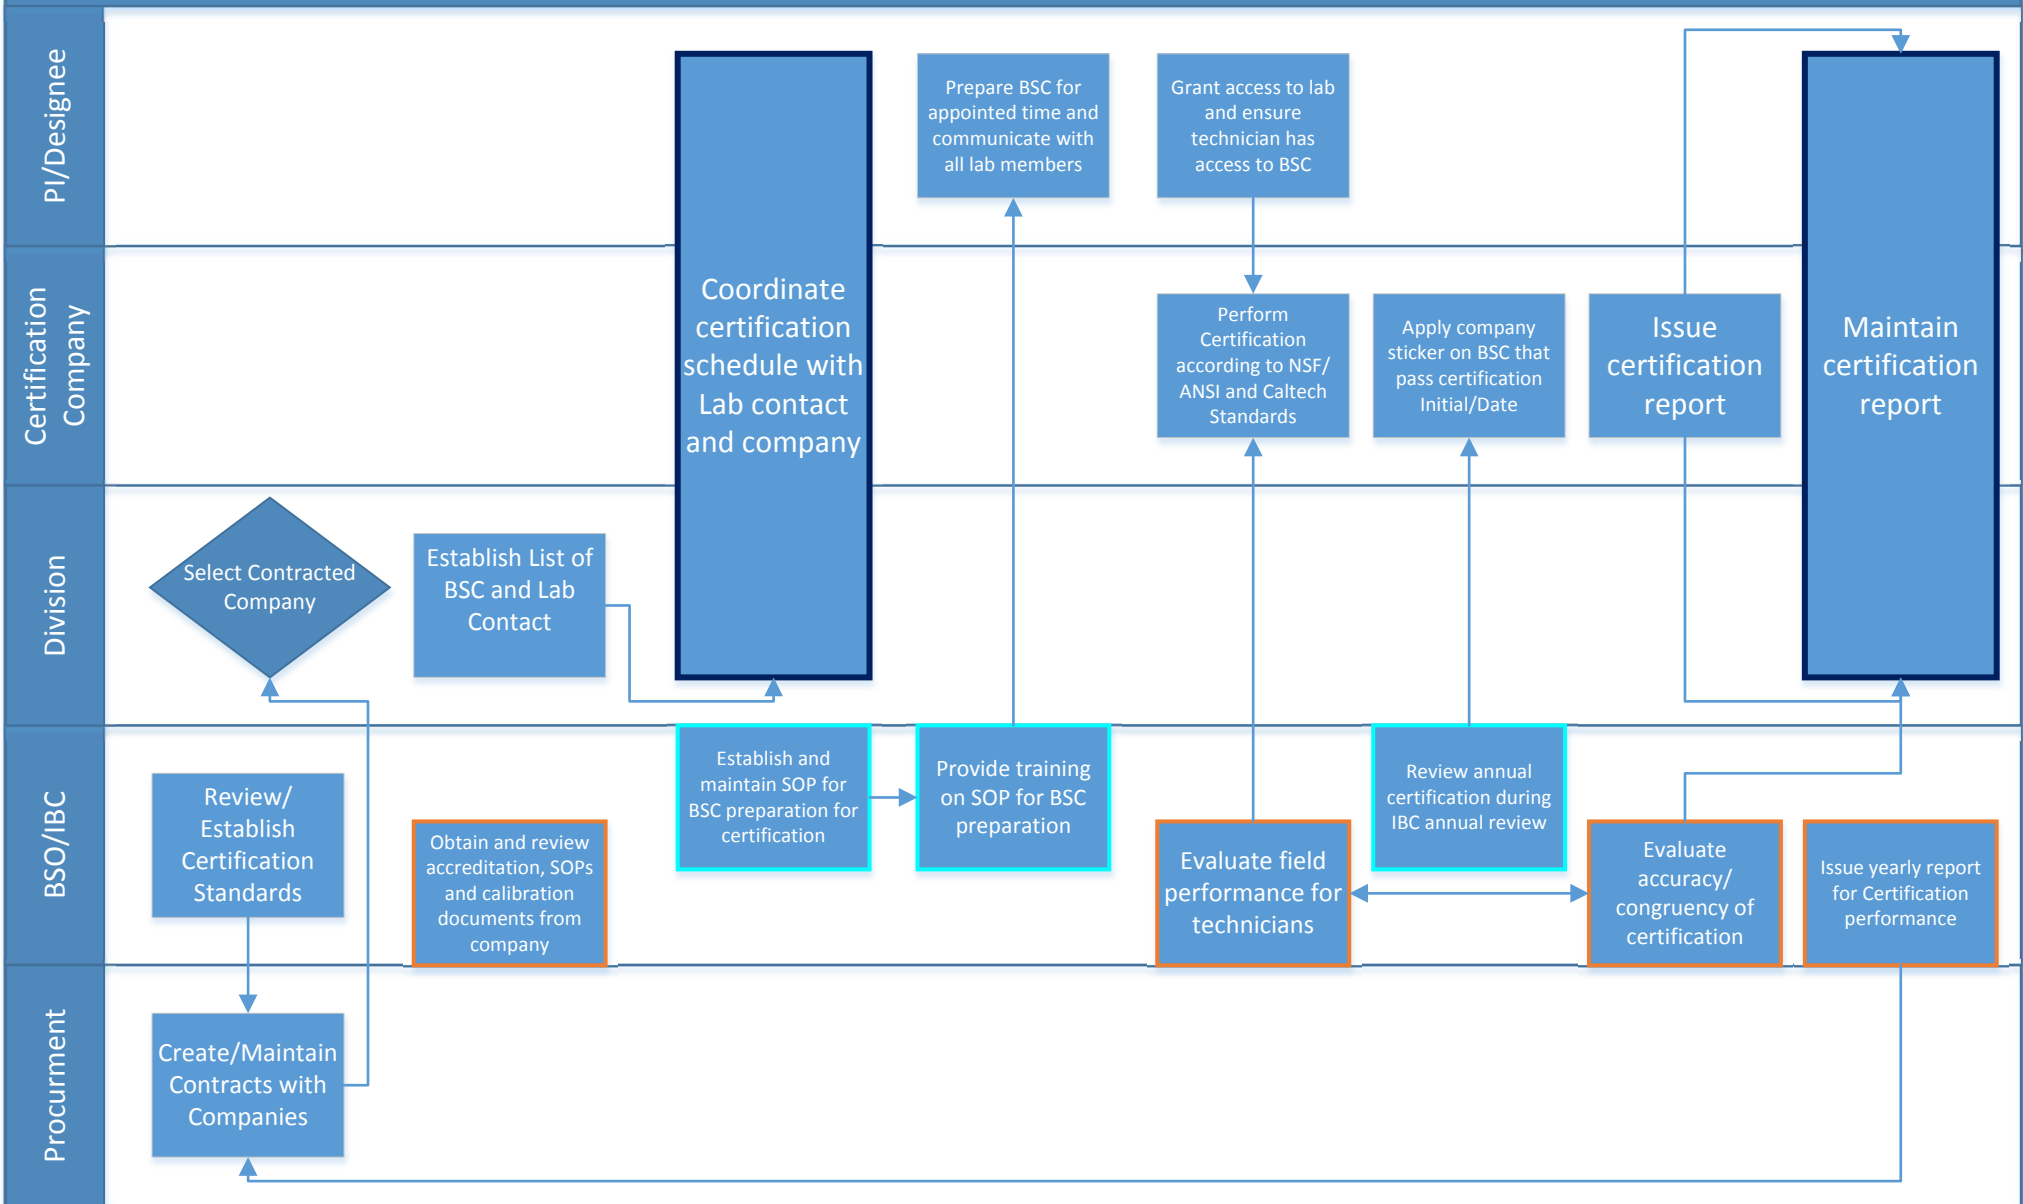 PI/Designee
Prepare BSC for
appointed time and
communicate with
all lab members
Grant access to lab
and ensure
technician has
access to BSC
Certification
Company
Coordinate
certification
schedule with
Lab contact
and company
Perform
Certification
according to NSF/
ANSI and Caltech
Standards
Apply company
sticker on BSC that
pass certification
Initial/Date
Issue
certification
report
Maintain
certification
report
Division
Select Contracted
Company
Establish List of
BSC and Lab
Contact
BSO/IBC
Review/
Establish
Certification
Standards
Obtain and review
accreditation, SOPs
and calibration
documents from
company
Establish and
maintain SOP for
BSC preparation for
certification
Provide training
on SOP for BSC
preparation
Evaluate field
performance for
technicians
Review annual
certification during
IBC annual review
Evaluate
accuracy/
congruency of
certification
Issue yearly report
for Certification
performance
Procurment
Create/Maintain
Contracts with
Companies